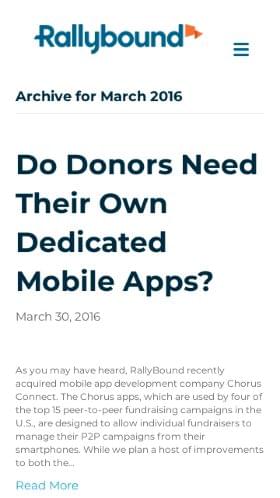 Rallybound
Archive for March 2016
Do Donors Need
Their Own
Dedicated
Mobile Apps?
March 30, 2016
As you may have heard, RallyBound recently
acquired mobile app development company Chorus
Connect. The Chorus apps, which are used by four of
the top 15 peer-to-peer fundraising campaigns in the
U.S., are designed to allow individual fundraisers to
manage their P2P campaigns from their
smartphones. While we plan a host of improvements
to both the...
Read More